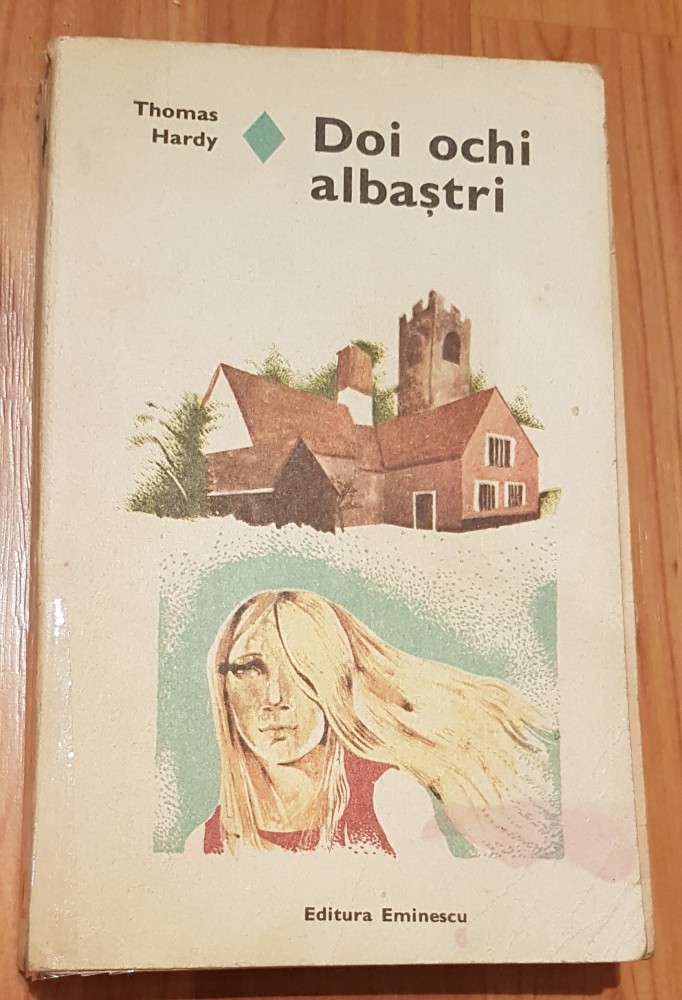 Thomas
Hardy
Doi ochi
albaștri
Editura Eminescu